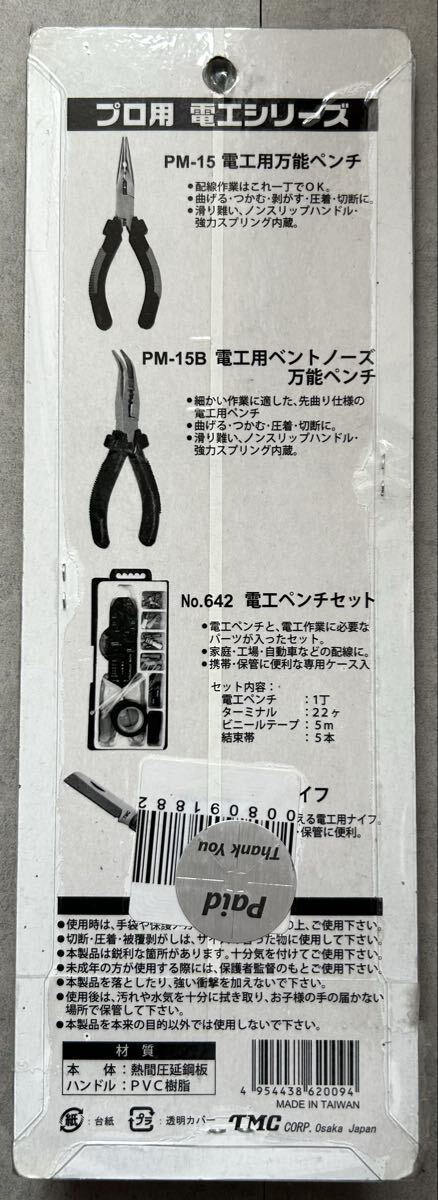 プロ用 電工シリーズ
PM-15 電工用万能ペンチ
●配線作業はこれ一丁でOK。
●曲げる・つかむ・剥がす・圧着・切断に。
●滑り難い、ノンスリップハンドル・
強力スプリング内蔵。
PM-15B 電工用ベントノーズ
万能ペンチ
●細かい作業に適した、先曲り仕様の
電工用ペンチ
●曲げる・つかむ・圧着・切断に。
●滑り難い、ノンスリップハンドル・
強力スプリング内蔵。
No.642 電工ペンチセット
●電工ペンチと、電工作業に必要な
パーツが入ったセット。
●家庭・工場・自動車などの配線に。
●携帯・保管に便利な専用ケース入
セット内容：
電工ペンチ ：1丁
ターミナル ：22ヶ
ビニールテープ ：5m
結束帯 ：5本
イフ
える電工用ナイフ。
・保管に便利。
008091882
Paid
Thank You
●使用時は、手袋や保護 の上、ご使用下さい。
●切断・圧着・被覆剥がしは、サイ った物に使用して下さい。
●本製品は鋭利な箇所があります。十分気を付けてご使用下さい。
●未成年の方が使用する際には、保護者監督のもとご使用下さい。
●本製品を落としたり、強い衝撃を加えないで下さい。
●使用後は、汚れや水気を十分に拭き取り、お子様の手の届かない
場所で保管して下さい。
●本製品を本来の目的以外では使用しないで下さい。
材質
本体：熱間圧延鋼板
ハンドル：PVC樹脂
4 954438 620094
MADE IN TAIWAN
紙：台紙 プラ：透明カバー TMC CORP. Osaka Japan